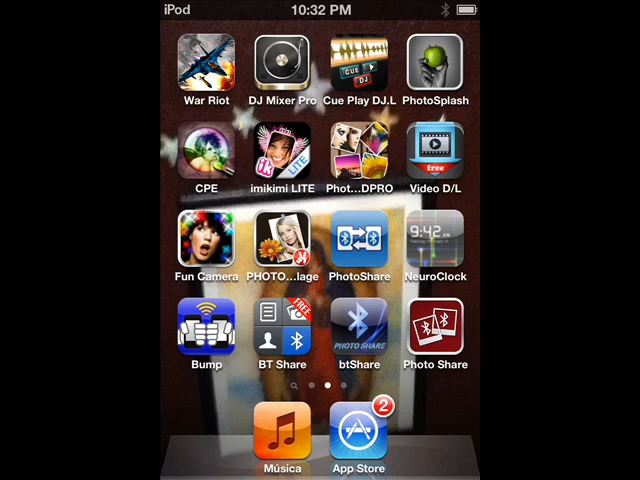 iPod 10:32 PM
War Riot DJ Mixer Pro Cue Play DJ.L PhotoSplash
CUE
DJ
CPE imikimi LITE Phot...DPRO Video D/L
ik
LITE
free
Fun Camera PHOTO...lage PhotoShare NeuroClock
9:42
Bump BT Share btShare Photo Share
FREE
PHOTO SHARE
2
Música App Store